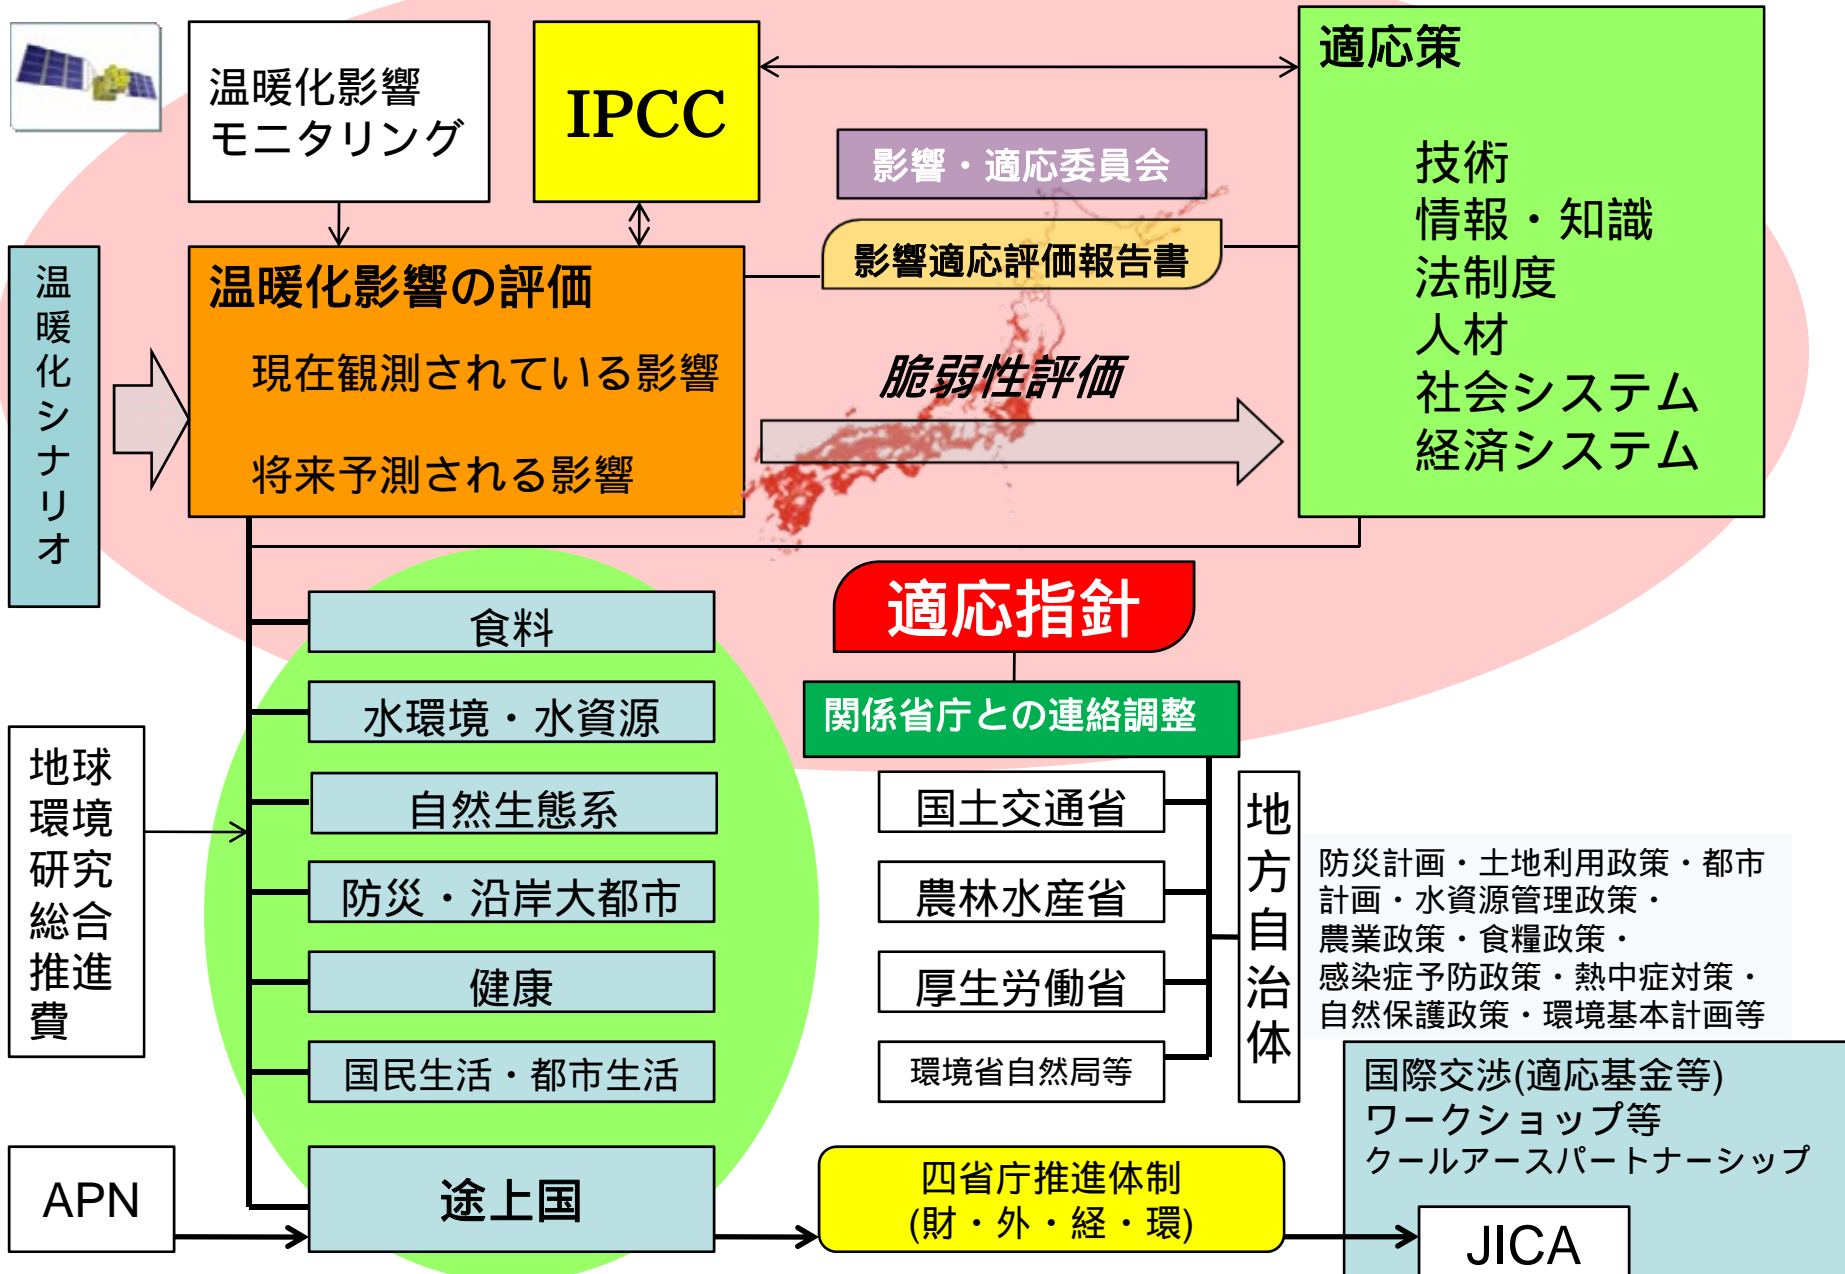 温暖化影響
モニタリング
IPCC
適応策
技術
情報・知識
法制度
人材
社会システム
経済システム
影響・適応委員会
影響適応評価報告書
温暖化シナリオ
温暖化影響の評価
現在観測されている影響
将来予測される影響
脆弱性評価
適応指針
関係省庁との連絡調整
食料
水環境・水資源
自然生態系
防災・沿岸大都市
健康
国民生活・都市生活
途上国
地球
環境
研究
総合
推進
費
APN
国土交通省
農林水産省
厚生労働省
環境省自然局等
地方自治体
防災計画・土地利用政策・都市
計画・水資源管理政策・
農業政策・食糧政策・
感染症予防政策・熱中症対策・
自然保護政策・環境基本計画等
四省庁推進体制
(財・外・経・環)
国際交渉(適応基金等)
ワークショップ等
クールアースパートナーシップ
JICA